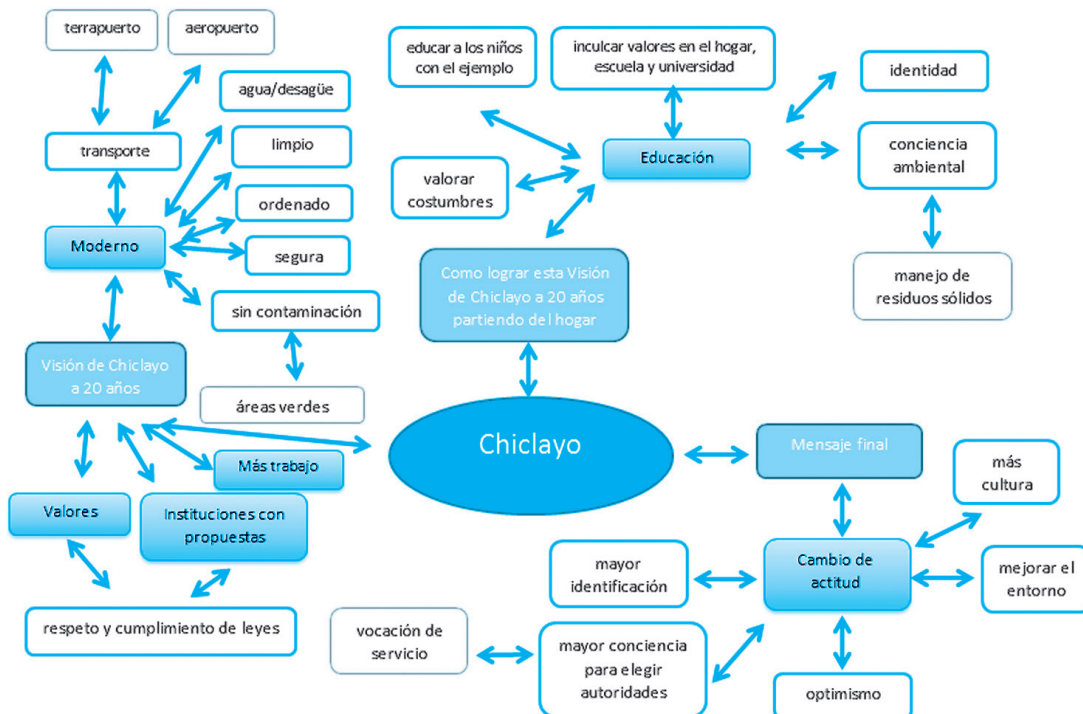 terrapuerto
aeropuerto
agua/desagüe
transporte
limpio
ordenado
Moderno
segura
sin contaminación
Visión de Chiclayo
a 20 años
áreas verdes
Más trabajo
Valores
Instituciones con
propuestas
respeto y cumplimiento de leyes
educar a los niños
con el ejemplo
inculcar valores en el hogar,
escuela y universidad
identidad
Educación
conciencia
ambiental
valorar
costumbres
manejo de
residuos sólidos
Como lograr esta Visión
de Chiclayo a 20 años
partiendo del hogar
Chiclayo
Mensaje final
más
cultura
Cambio de
actitud
mayor
identificación
mejorar el
entorno
vocación de
servicio
mayor conciencia
para elegir
autoridades
optimismo